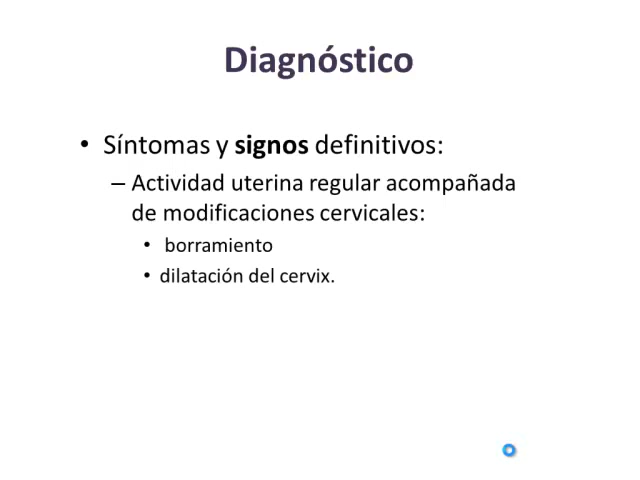 Diagnóstico
• Síntomas y signos definitivos:
– Actividad uterina regular acompañada
de modificaciones cervicales:
• borramiento
• dilatación del cervix.